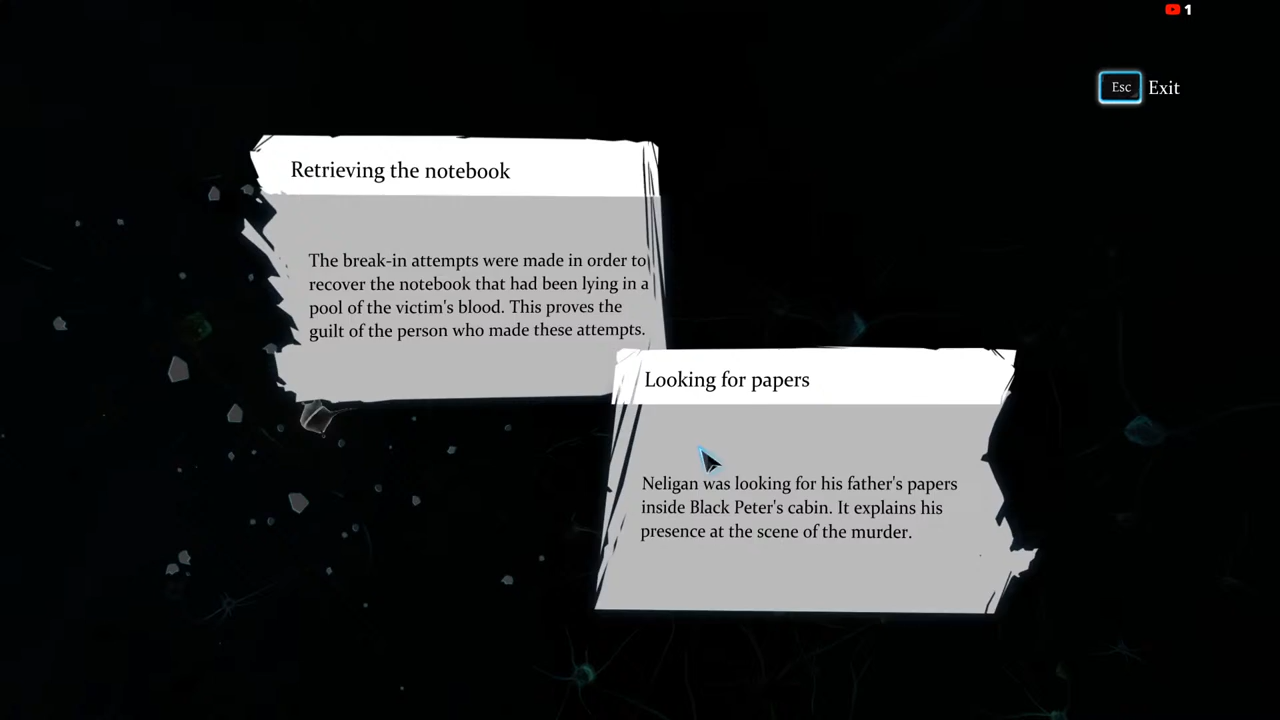 1
Esc Exit
Retrieving the notebook
The break-in attempts were made in order to
recover the notebook that had been lying in a
pool of the victim's blood. This proves the
guilt of the person who made these attempts.
Looking for papers
Neligan was looking for his father's papers
inside Black Peter's cabin. It explains his
presence at the scene of the murder.